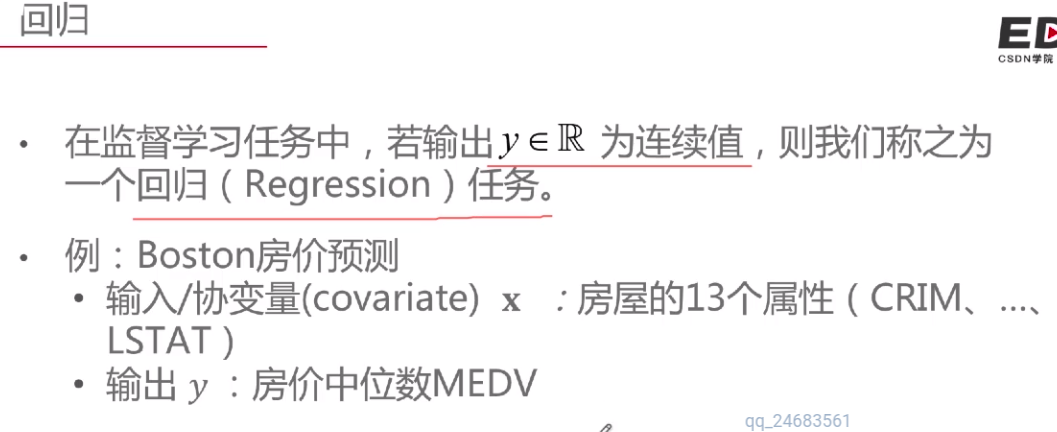 回归
ED
CSDN学院
• 在监督学习任务中，若输出 y ∈ ℝ 为连续值，则我们称之为
一个回归（Regression）任务。
• 例：Boston房价预测
• 输入/协变量(covariate) x ：房屋的13个属性（CRIM、…、
LSTAT）
• 输出 y ：房价中位数MEDV
qq_24683561